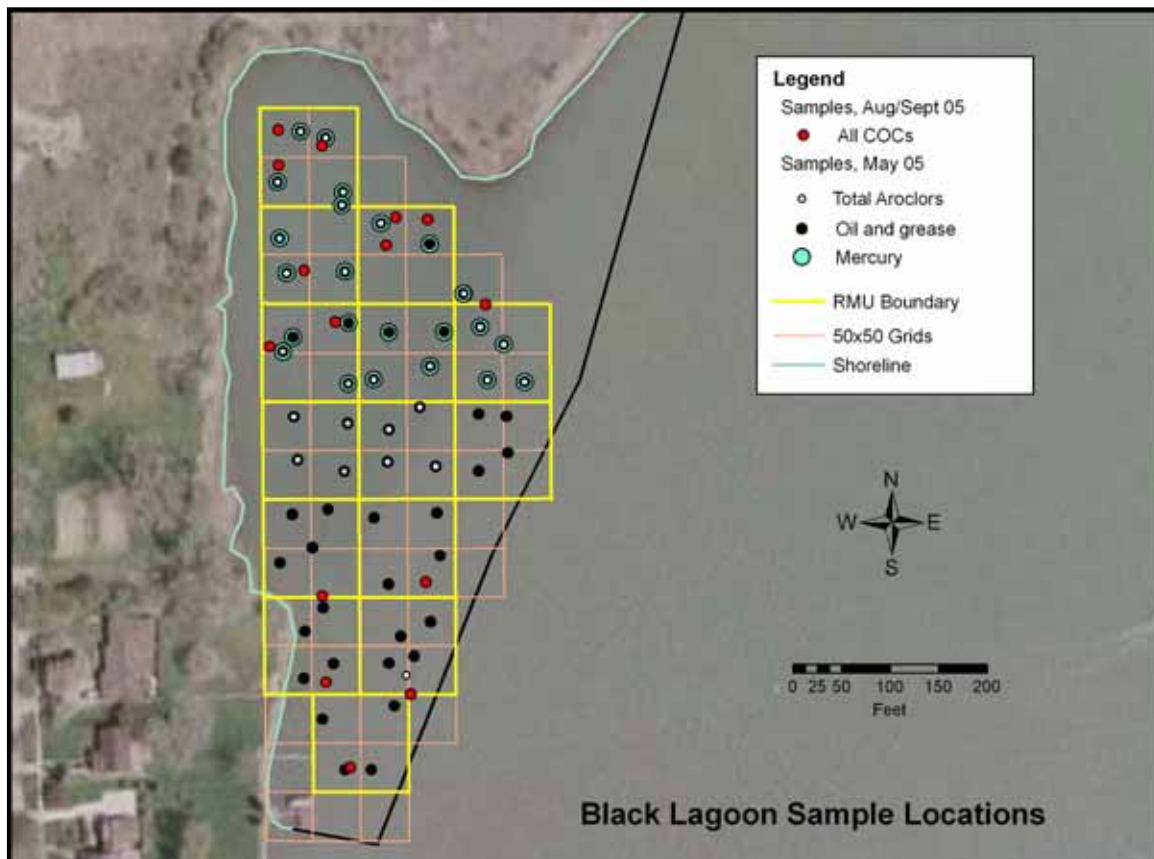 Legend
Samples, Aug/Sept 05
All COCs
Samples, May 05
Total Aroclors
Oil and grease
Mercury
RMU Boundary
50x50 Grids
Shoreline
N
W E
S
0 25 50 100 150 200
Feet
Black Lagoon Sample Locations